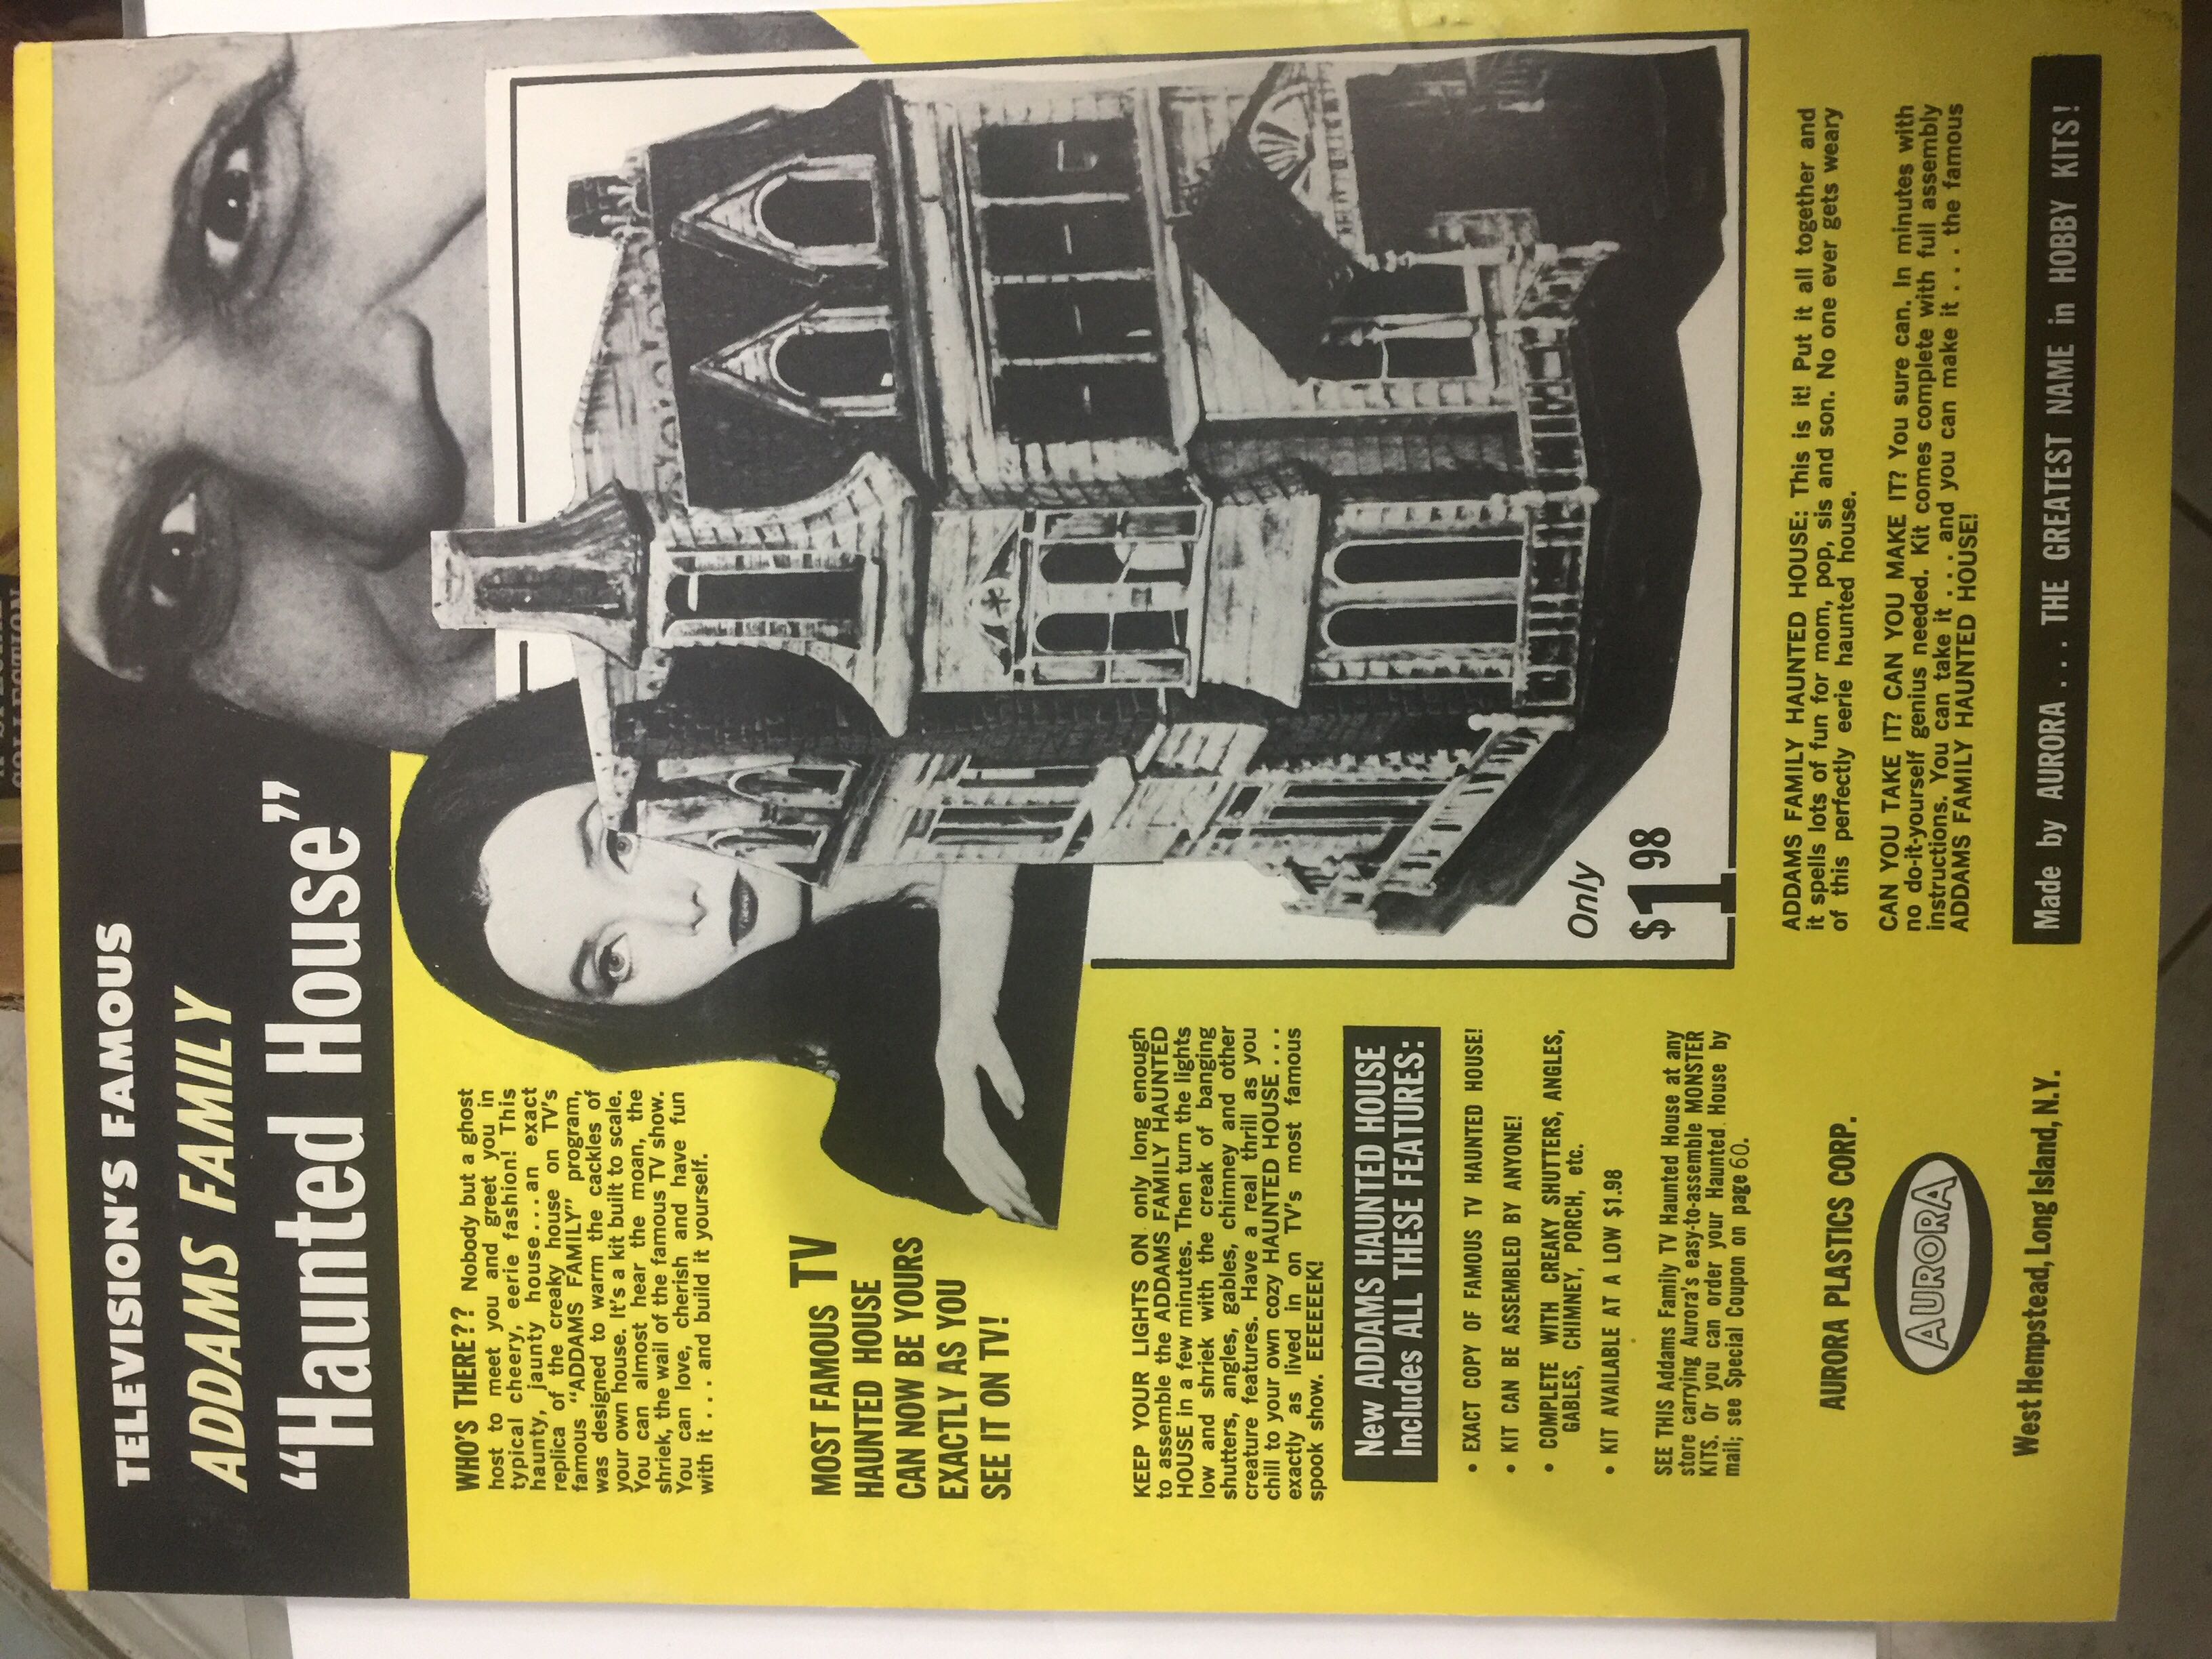 TELEVISION'S FAMOUS
ADDAMS FAMILY
“Haunted House”
WHO'S THERE?? Nobody but a ghost
host to meet you and greet you in
typical cheery, eerie fashion! This
haunty, jaunty house...an exact
replica of the creaky house on TV's
famous “ADDAMS FAMILY” program,
was designed to warm the cackles of
your own house. It's a kit built to scale.
You can almost hear the moan, the
shriek, the wail of the famous TV show.
You can love, cherish and have fun
with it . . . and build it yourself.
MOST FAMOUS TV
HAUNTED HOUSE
CAN NOW BE YOURS
EXACTLY AS YOU
SEE IT ON TV!
KEEP YOUR LIGHTS ON only long enough
to assemble the ADDAMS FAMILY HAUNTED
HOUSE in a few minutes. Then turn the lights
low and shriek with the creak of banging
shutters, angles, gables, chimney and other
creature features. Have a real thrill as you
chill to your own cozy HAUNTED HOUSE . . .
exactly as lived in on TV's most famous
spook show. EEEEEEK!
New ADDAMS HAUNTED HOUSE
Includes ALL THESE FEATURES:
• EXACT COPY OF FAMOUS TV HAUNTED HOUSE!
• KIT CAN BE ASSEMBLED BY ANYONE!
• COMPLETE WITH CREAKY SHUTTERS, ANGLES,
GABLES, CHIMNEY, PORCH, etc.
• KIT AVAILABLE AT A LOW $1.98
SEE THIS Addams Family TV Haunted House at any
store carrying Aurora's easy-to-assemble MONSTER
KITS. Or you can order your Haunted House by
mail; see Special Coupon on page 60.
AURORA PLASTICS CORP.
AURORA
West Hempstead, Long Island, N.Y.
Only
$1 98
ADDAMS FAMILY HAUNTED HOUSE: This is it! Put it all together and
it spells lots of fun for mom, pop, sis and son. No one ever gets weary
of this perfectly eerie haunted house.
CAN YOU TAKE IT? CAN YOU MAKE IT? You sure can. In minutes with
no do-it-yourself genius needed. Kit comes complete with full assembly
instructions. You can take it . . . and you can make it . . . the famous
ADDAMS FAMILY HAUNTED HOUSE!
Made by AURORA . . . THE GREATEST NAME in HOBBY KITS!